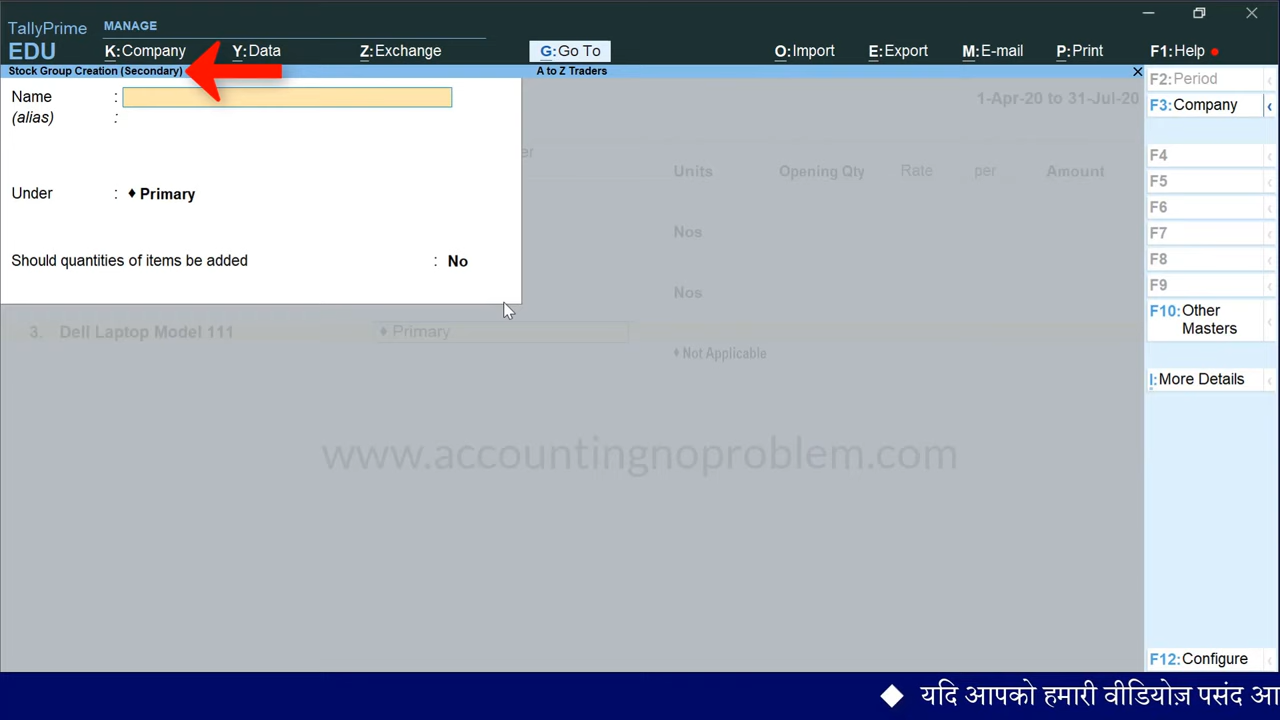 TallyPrime
EDU
MANAGE
K:Company Y:Data Z:Exchange G:Go To O:Import E:Export M:E-mail P:Print F1:Help
Stock Group Creation (Secondary) A to Z Traders
Name :
(alias) :
Under : ♦ Primary
Should quantities of items be added : No
1-Apr-20 to 31-Jul-20
er
Units Opening Qty Rate per Amount
Nos
Nos
3. Dell Laptop Model 111 ♦ Primary
♦ Not Applicable
www.accountingnoproblem.com
F2:Period
F3:Company
F4
F5
F6
F7
F8
F9
F10:Other
Masters
I:More Details
F12:Configure
◆ यदि आपको हमारी वीडियोज़ पसंद आ